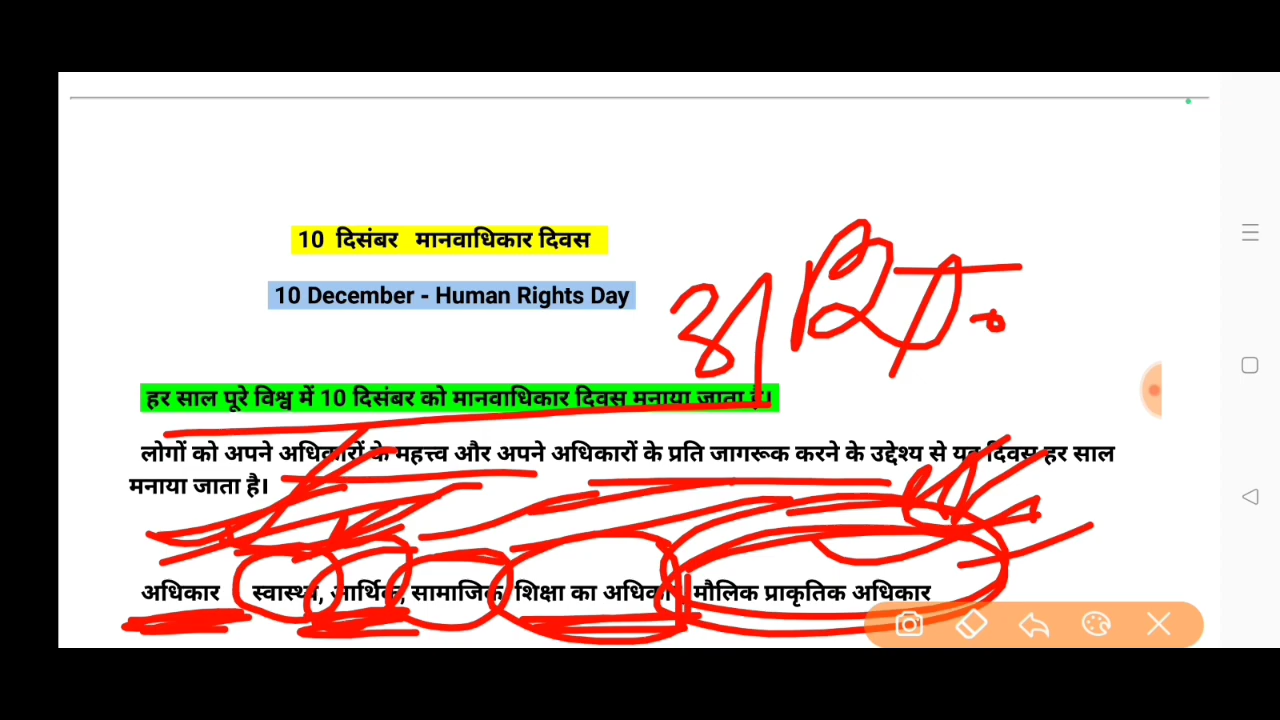 10 दिसंबर मानवाधिकार दिवस
10 December - Human Rights Day
हर साल पूरे विश्व में 10 दिसंबर को मानवाधिकार दिवस मनाया जाता है।
लोगों को अपने अधिकारों के महत्त्व और अपने अधिकारों के प्रति जागरूक करने के उद्देश्य से यह दिवस हर साल
मनाया जाता है।
अधिकार स्वास्थ्य, आर्थिक, सामाजिक, शिक्षा का अधिकार मौलिक प्राकृतिक अधिकार